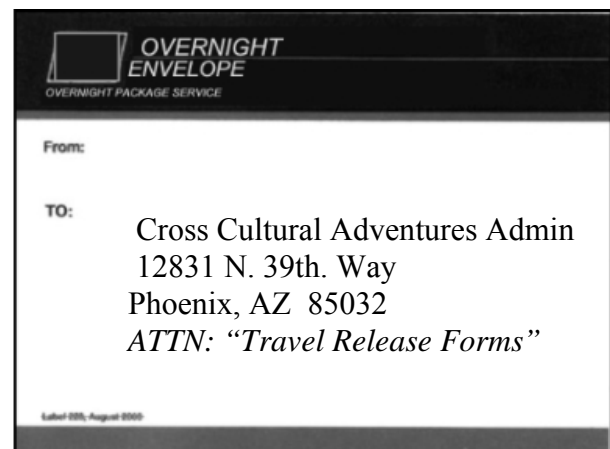 OVERNIGHT
ENVELOPE
OVERNIGHT PACKAGE SERVICE
From:
TO:
Cross Cultural Adventures Admin
12831 N. 39th. Way
Phoenix, AZ 85032
ATTN: “Travel Release Forms”